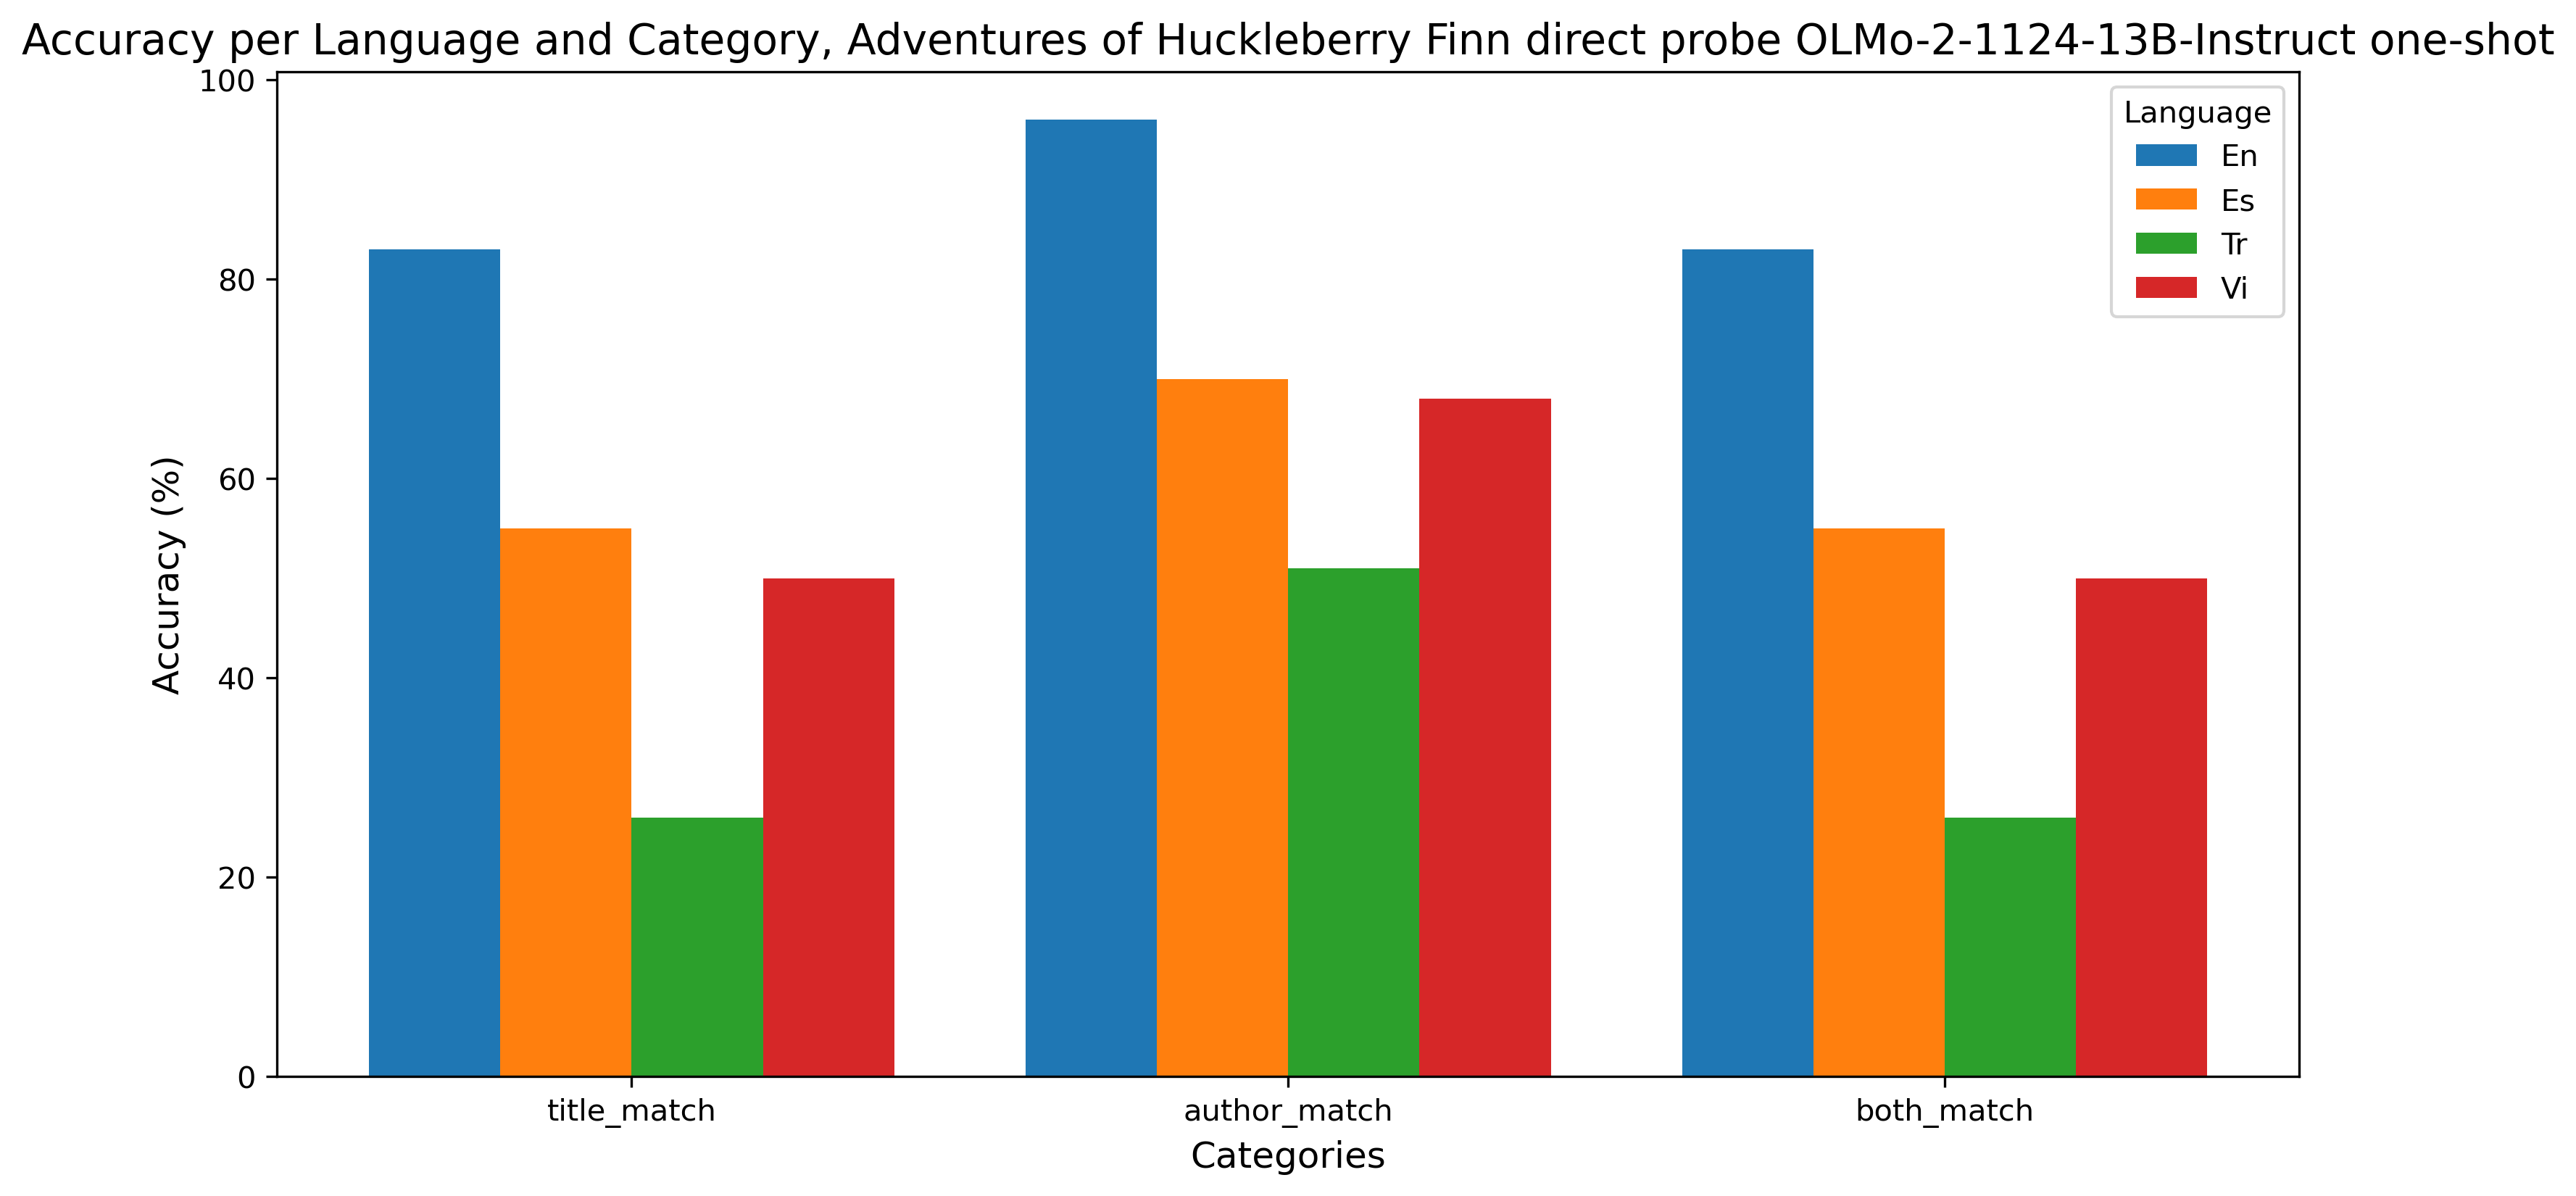 Accuracy per Language and Category, Adventures of Huckleberry Finn direct probe OLMo-2-1124-13B-Instruct one-shot
100
80
60
40
20
0
Accuracy (%)
Language
En
Es
Tr
Vi
title_match
author_match
both_match
Categories